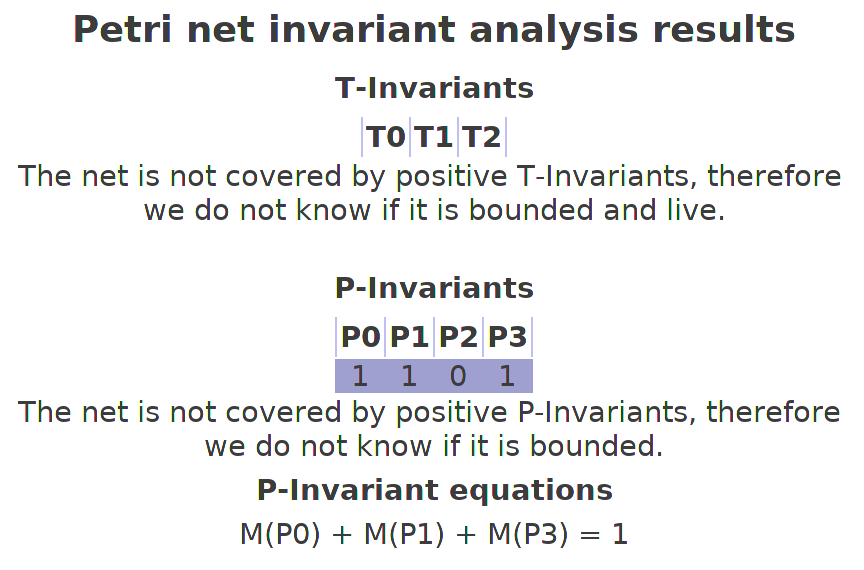 Petri net invariant analysis results
T-Invariants
T0 T1 T2
The net is not covered by positive T-Invariants, therefore
we do not know if it is bounded and live.
P-Invariants
P0 P1 P2 P3
1 1 0 1
The net is not covered by positive P-Invariants, therefore
we do not know if it is bounded.
P-Invariant equations
M(P0) + M(P1) + M(P3) = 1